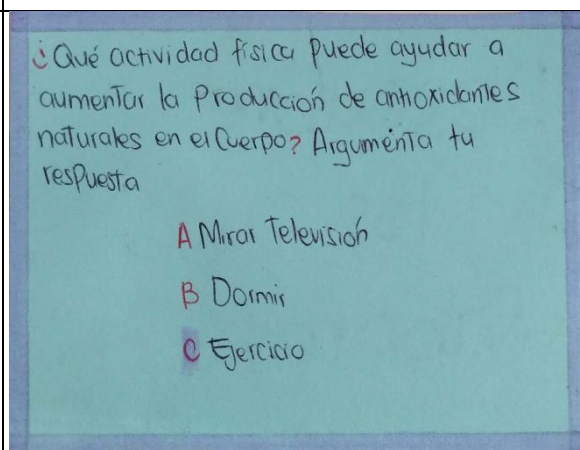 ¿Qué actividad física puede ayudar a
aumentar la Producción de antioxidantes
naturales en el Cuerpo? Argumenta tu
respuesta
A Mirar Televisión
B Dormir
C Ejercicio